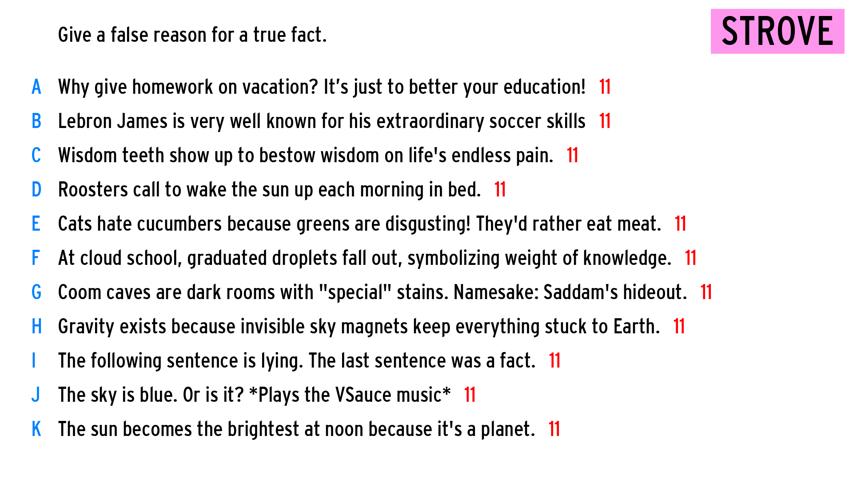 Give a false reason for a true fact.
STROVE
A Why give homework on vacation? It's just to better your education! 11
B Lebron James is very well known for his extraordinary soccer skills 11
C Wisdom teeth show up to bestow wisdom on life's endless pain. 11
D Roosters call to wake the sun up each morning in bed. 11
E Cats hate cucumbers because greens are disgusting! They'd rather eat meat. 11
F At cloud school, graduated droplets fall out, symbolizing weight of knowledge. 11
G Coom caves are dark rooms with "special" stains. Namesake: Saddam's hideout. 11
H Gravity exists because invisible sky magnets keep everything stuck to Earth. 11
I The following sentence is lying. The last sentence was a fact. 11
J The sky is blue. Or is it? *Plays the VSauce music* 11
K The sun becomes the brightest at noon because it's a planet. 11